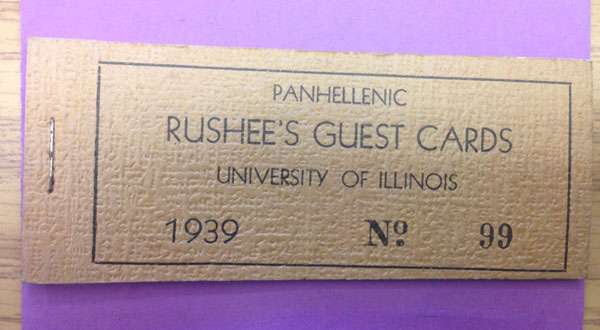 PANHELLENIC
RUSHEE'S GUEST CARDS
UNIVERSITY OF ILLINOIS
1939 Nº 99